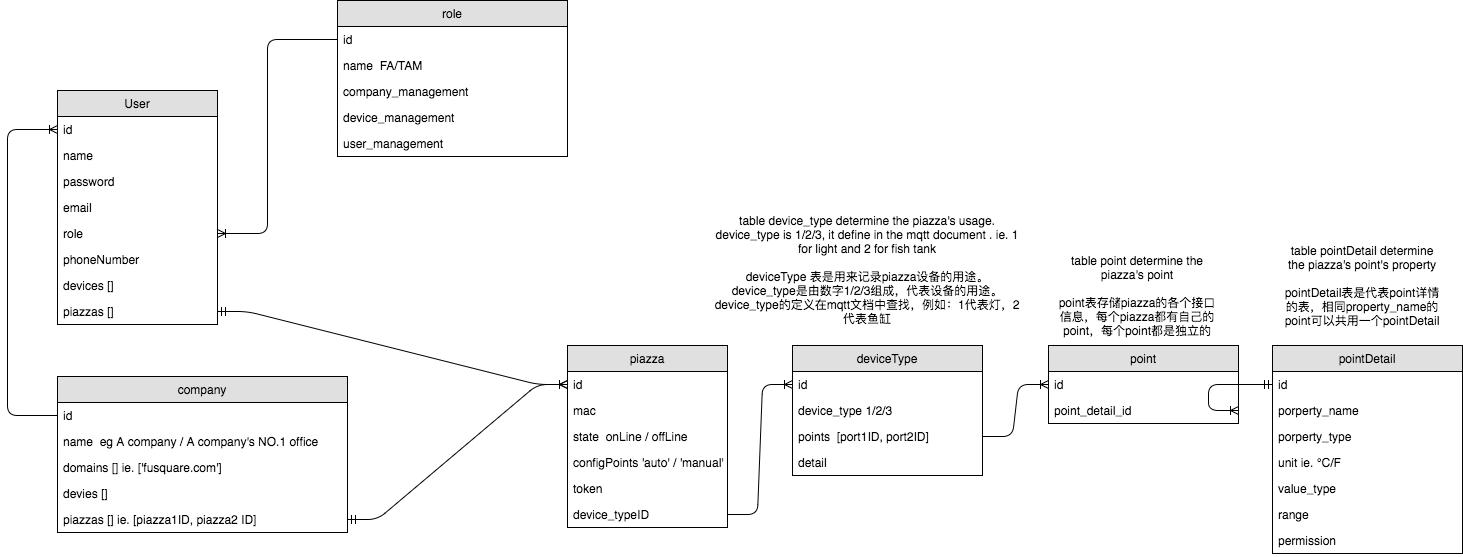 role
id
name  FA/TAM
company_management
device_management
user_management
User
id
name
password
email
role
phoneNumber
devices []
piazzas []
company
id
name  eg A company / A company's NO.1 office
domains [] ie. ['fusquare.com']
devies []
piazzas [] ie. [piazza1ID, piazza2 ID]
piazza
id
mac
state  onLine / offLine
configPoints 'auto' / 'manual'
token
device_typeID
table device_type determine the piazza's usage.
device_type is 1/2/3, it define in the mqtt document . ie. 1
for light and 2 for fish tank
deviceType 表是用来记录piazza设备的用途。
device_type是由数字1/2/3组成，代表设备的用途。
device_type的定义在mqtt文档中查找，例如：1代表灯，2
代表鱼缸
deviceType
id
device_type 1/2/3
points  [port1ID, port2ID]
detail
table point determine the
piazza's point
point表存储piazza的各个接口
信息，每个piazza都有自己的
point，每个point都是独立的
point
id
point_detail_id
table pointDetail determine
the piazza's point's property
pointDetail表是代表point详情
的表，相同property_name的
point可以共用一个pointDetail
pointDetail
id
porperty_name
porperty_type
unit ie. °C/F
value_type
range
permission